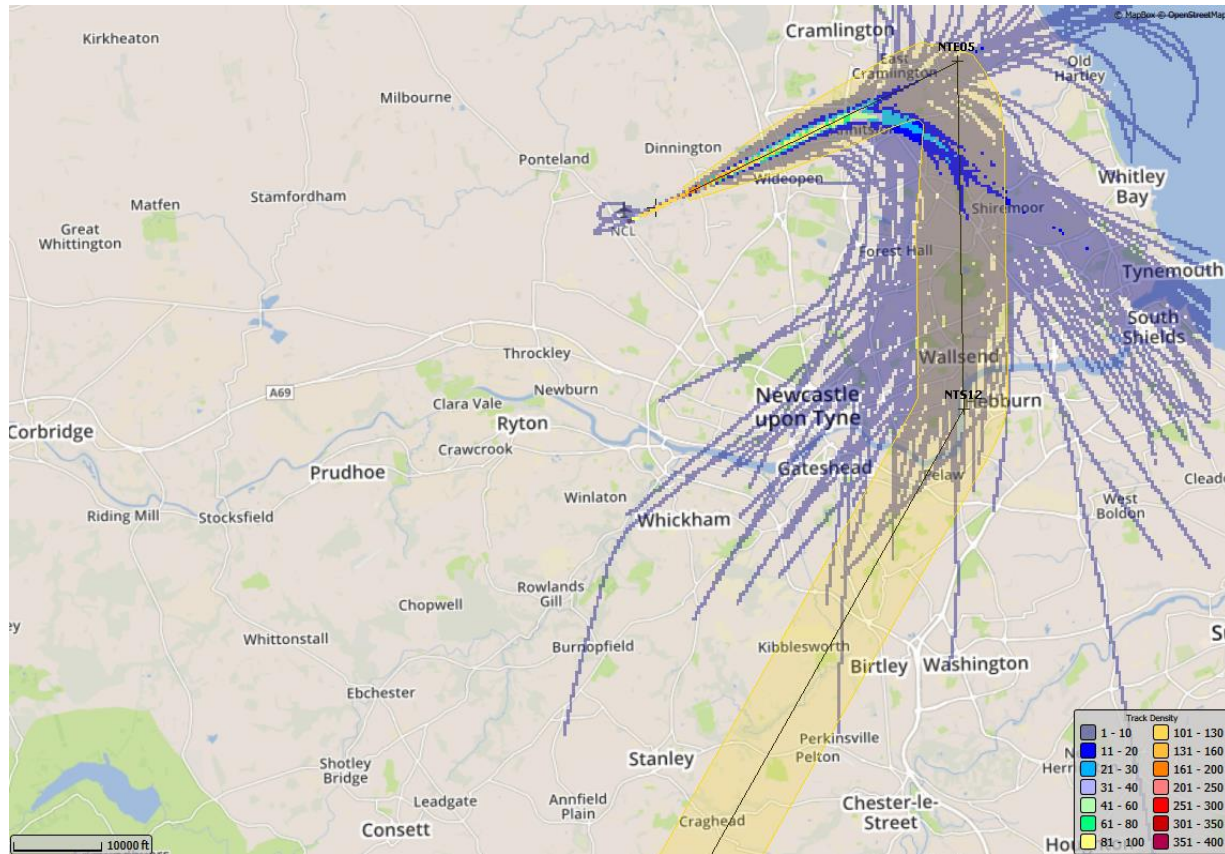 © MapBox © OpenStreetMap
Kirkheaton
Cramlington
NTE05
East
Cramlington
Old
Hartley
Milbourne
Dinnington
Ponteland
Wideopen
Stamfordham
Matfen
Whitley
Bay
Shiremoor
Great
Whittington
NCL
Forest Hall
Tynemouth
South
Shields
Throckley
Wallsend
A69
Newburn
Clara Vale
Newcastle
upon Tyne
NTS12
Hebburn
Corbridge
Ryton
Crawcrook
Prudhoe
Gateshead
Pelaw
Winlaton
Whickham
West
Boldon
Riding Mill
Stocksfield
Rowlands
Gill
Chopwell
Whittonstall
Burnopfield
Kibblesworth
Birtley
Washington
Ebchester
Perkinsville
Pelton
Stanley
Shotley
Bridge
Leadgate
Annfield
Plain
Consett
Craghead
Chester-le-
Street
10000 ft
Track Density
1 - 10
11 - 20
21 - 30
31 - 40
41 - 60
61 - 80
81 - 100
101 - 130
131 - 160
161 - 200
201 - 250
251 - 300
301 - 350
351 - 400